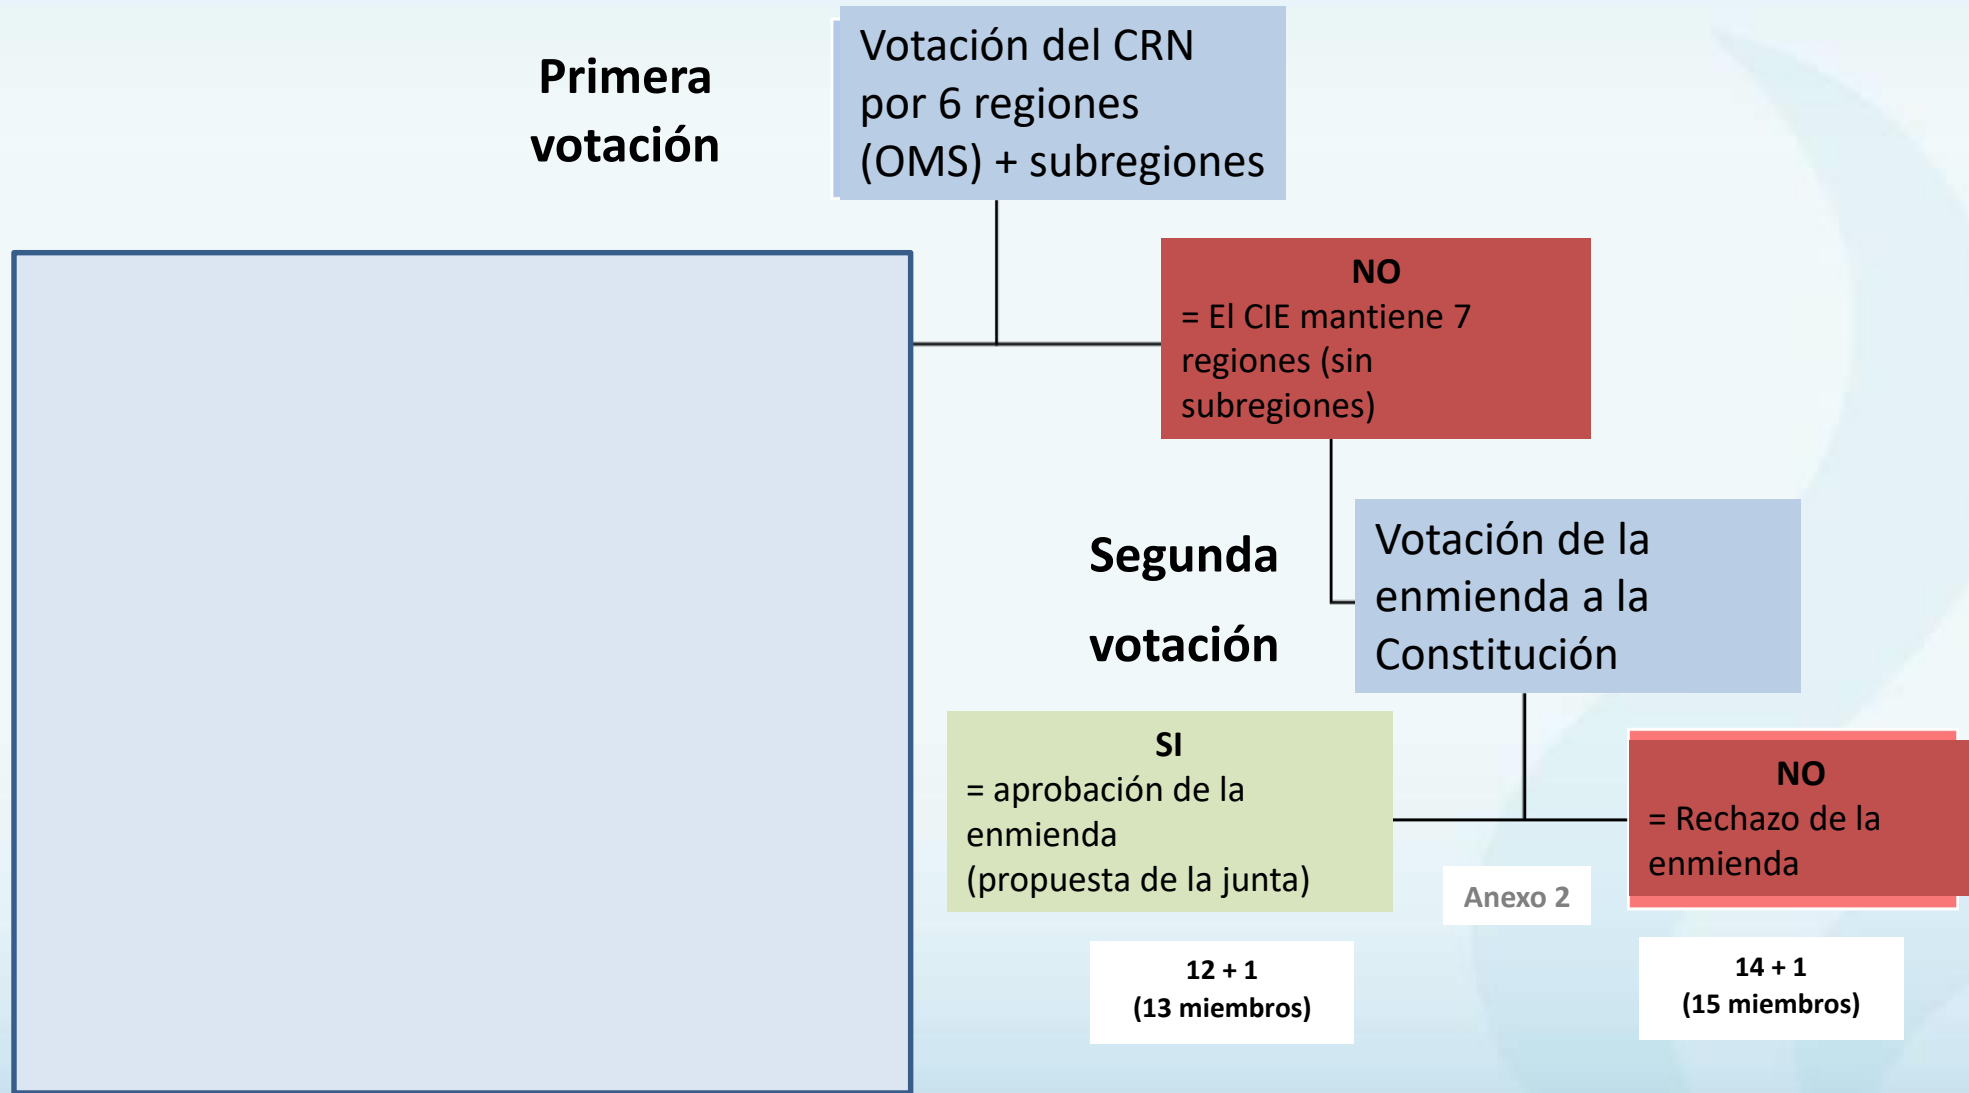 Primera
votación
Votación del CRN
por 6 regiones
(OMS) + subregiones
NO
= El CIE mantiene 7
regiones (sin
subregiones)
Segunda
votación
Votación de la
enmienda a la
Constitución
SI
= aprobación de la
enmienda
(propuesta de la junta)
NO
= Rechazo de la
enmienda
Anexo 2
12 + 1
(13 miembros)
14 + 1
(15 miembros)